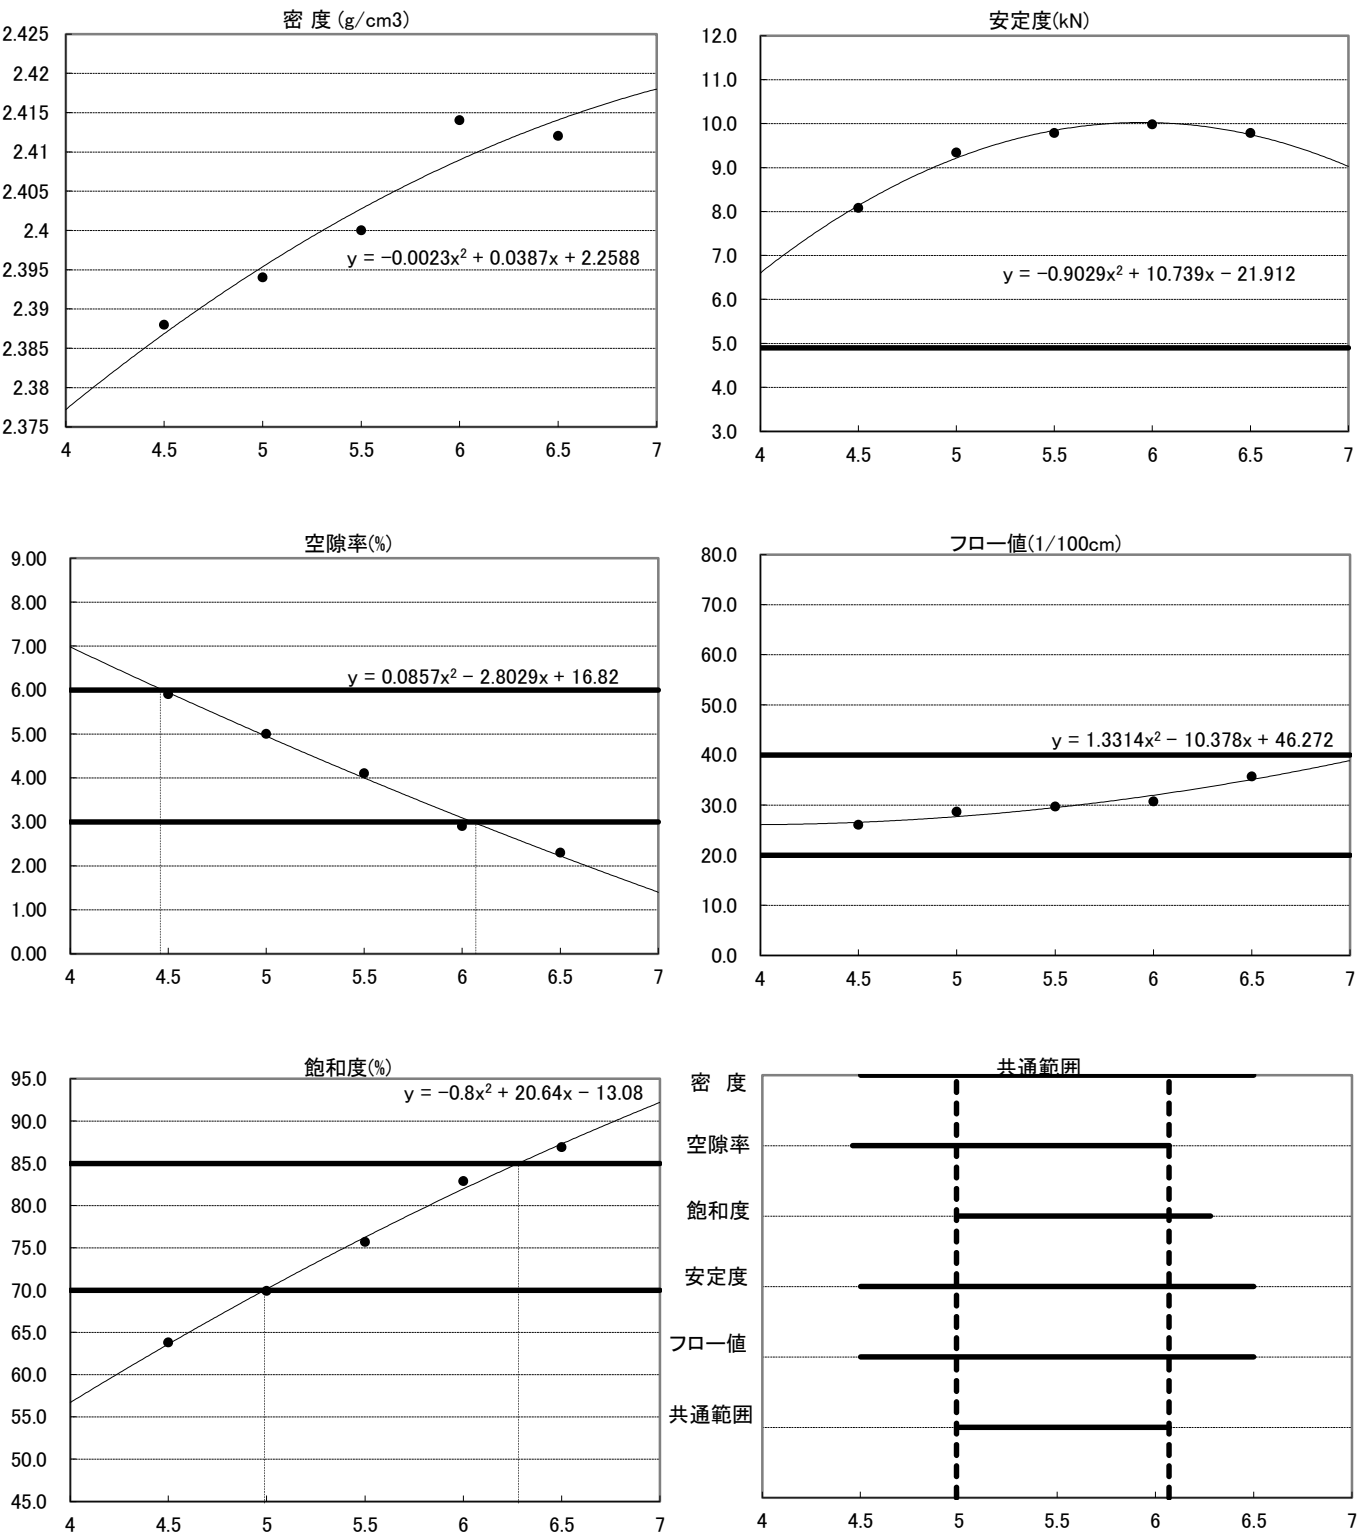 密 度 (g/cm3)
2.425
2.42
2.415
2.41
2.405
2.4
2.395
2.39
2.385
2.38
2.375
y = −0.0023x² + 0.0387x + 2.2588
4 4.5 5 5.5 6 6.5 7
安定度(kN)
12.0
11.0
10.0
9.0
8.0
7.0
6.0
5.0
4.0
3.0
y = −0.9029x² + 10.739x − 21.912
4 4.5 5 5.5 6 6.5 7
空隙率(%)
9.00
8.00
7.00
6.00
5.00
4.00
3.00
2.00
1.00
0.00
y = 0.0857x² − 2.8029x + 16.82
4 4.5 5 5.5 6 6.5 7
フロー値(1/100cm)
80.0
70.0
60.0
50.0
40.0
30.0
20.0
10.0
0.0
y = 1.3314x² − 10.378x + 46.272
4 4.5 5 5.5 6 6.5 7
飽和度(%)
95.0
90.0
85.0
80.0
75.0
70.0
65.0
60.0
55.0
50.0
45.0
y = −0.8x² + 20.64x − 13.08
4 4.5 5 5.5 6 6.5 7
共通範囲
密 度
空隙率
飽和度
安定度
フロー値
共通範囲
4 5 6 7